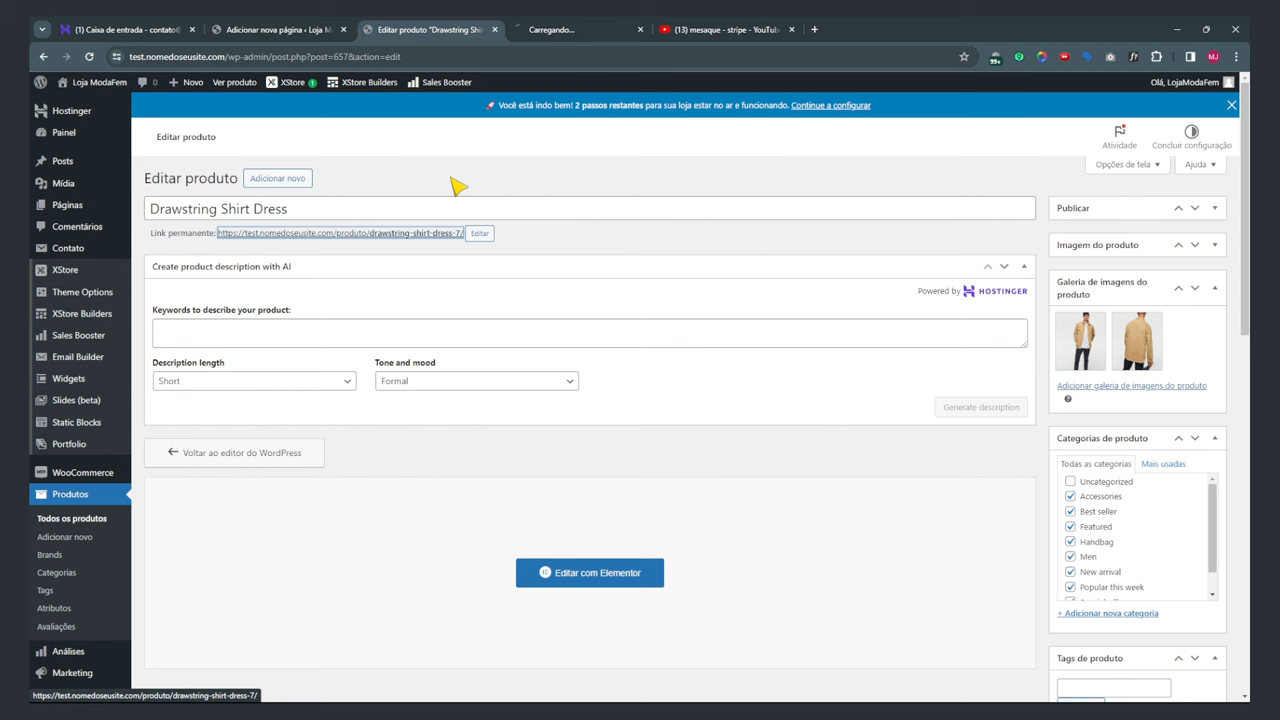 (1) Caixa de entrada - contato@
Adicionar nova página ‹ Loja M
Editar produto "Drawstring Shir
Carregando...
(13) mesaque - stripe - YouTub
test.nomedoseusite.com/wp-admin/post.php?post=657&action=edit
99+
MJ
Loja ModaFem
0
Novo
Ver produto
XStore 1
XStore Builders
Sales Booster
Olá, LojaModaFem
Você está indo bem! 2 passos restantes para sua loja estar no ar e funcionando. Continue a configurar
Hostinger
Painel
Posts
Mídia
Páginas
Comentários
Contato
XStore
Theme Options
XStore Builders
Sales Booster
Email Builder
Widgets
Slides (beta)
Static Blocks
Portfolio
WooCommerce
Produtos
Todos os produtos
Adicionar novo
Brands
Categorias
Tags
Atributos
Avaliações
Análises
Marketing
Editar produto
Atividade
Concluir configuração
Opções de tela
Ajuda
Editar produto
Adicionar novo
Drawstring Shirt Dress
Link permanente: https://test.nomedoseusite.com/produto/drawstring-shirt-dress-7/
Editar
Create product description with AI
Powered by HOSTINGER
Keywords to describe your product:
Description length
Tone and mood
Short
Formal
Generate description
Voltar ao editor do WordPress
Editar com Elementor
Publicar
Imagem do produto
Galeria de imagens do
produto
Adicionar galeria de imagens do produto
Categorias de produto
Todas as categorias
Mais usadas
Uncategorized
Accessories
Best seller
Featured
Handbag
Men
New arrival
Popular this week
+ Adicionar nova categoria
Tags de produto
https://test.nomedoseusite.com/produto/drawstring-shirt-dress-7/